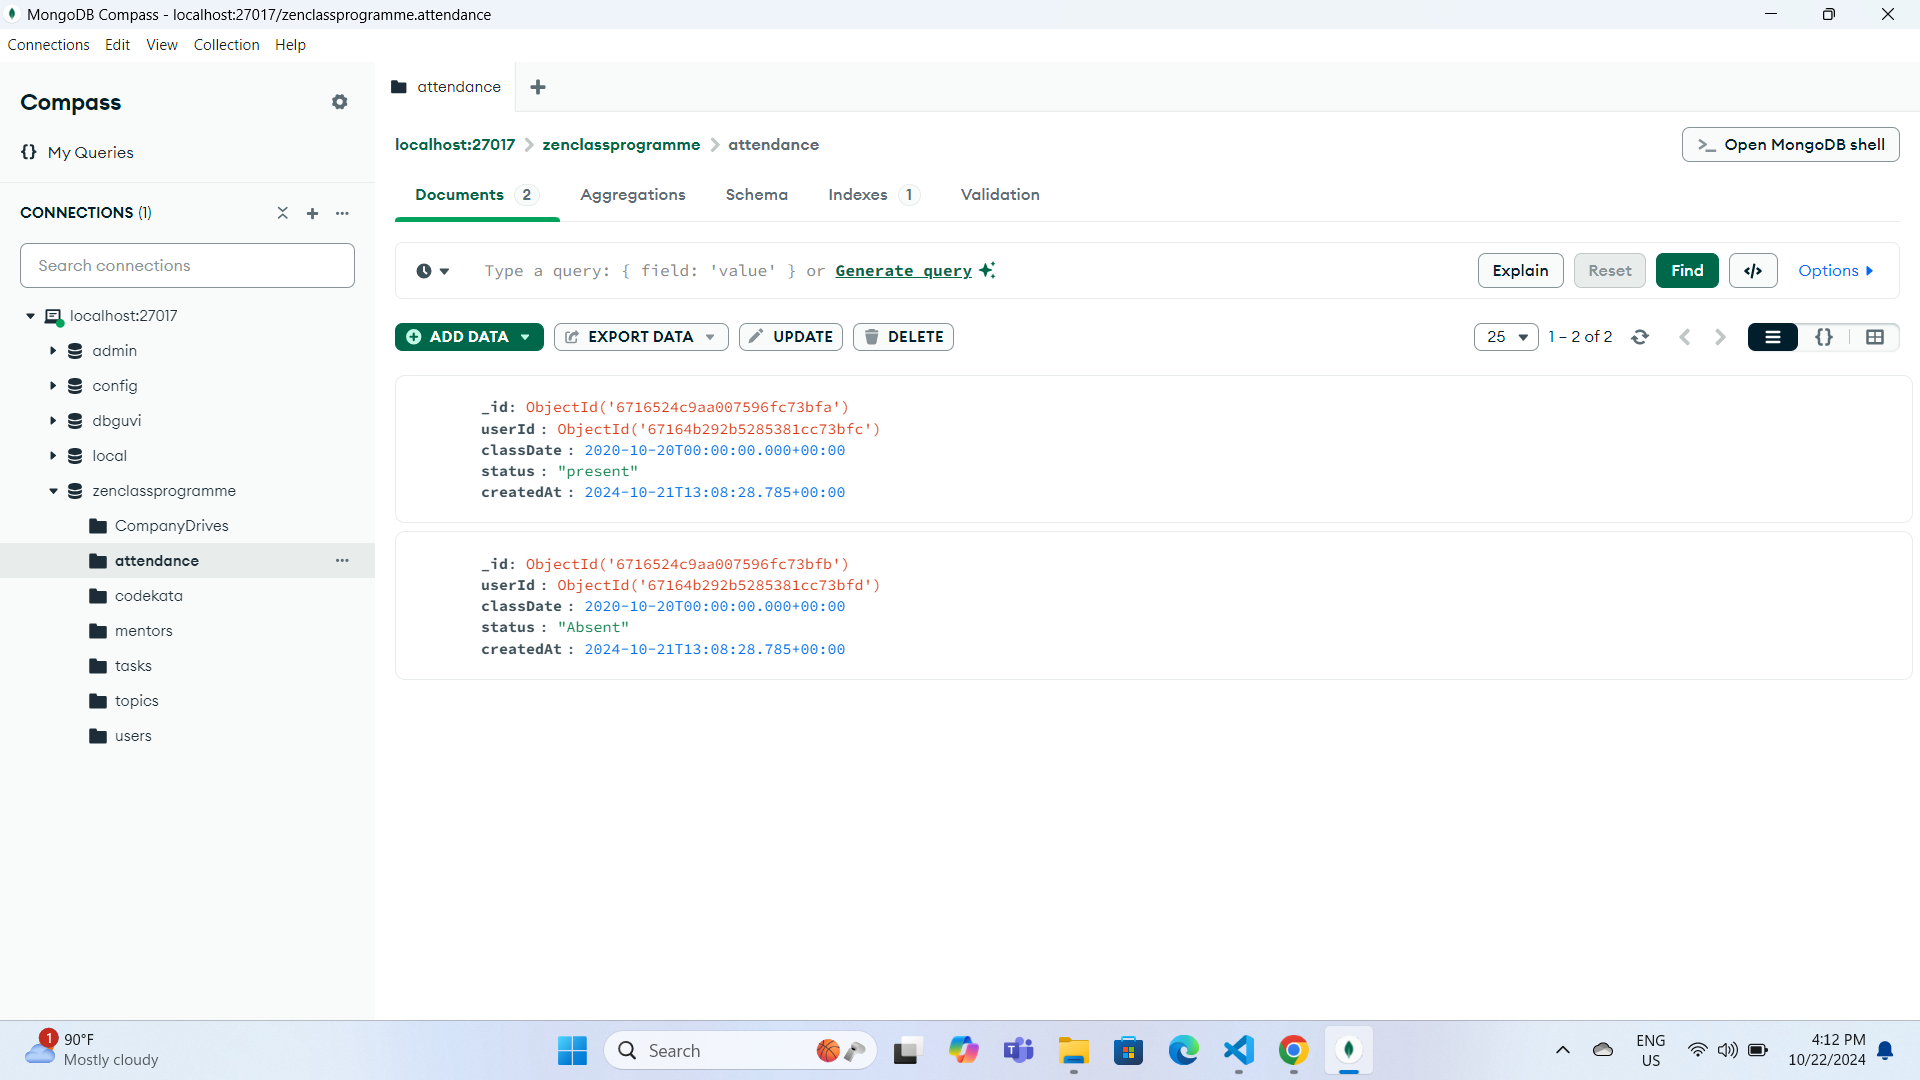 MongoDB Compass - localhost:27017/zenclassprogramme.attendance
Connections Edit View Collection Help
Compass
{} My Queries
CONNECTIONS (1)
Search connections
localhost:27017
admin
config
dbguvi
local
zenclassprogramme
CompanyDrives
attendance
codekata
mentors
tasks
topics
users
attendance
localhost:27017 > zenclassprogramme > attendance
>_ Open MongoDB shell
Documents 2 Aggregations Schema Indexes 1 Validation
Type a query: { field: 'value' } or Generate query
Explain Reset Find </> Options
ADD DATA EXPORT DATA UPDATE DELETE
25 1 – 2 of 2 {}
_id: ObjectId('6716524c9aa007596fc73bfa')
userId : ObjectId('67164b292b5285381cc73bfc')
classDate : 2020-10-20T00:00:00.000+00:00
status : "present"
createdAt : 2024-10-21T13:08:28.785+00:00
_id: ObjectId('6716524c9aa007596fc73bfb')
userId : ObjectId('67164b292b5285381cc73bfd')
classDate : 2020-10-20T00:00:00.000+00:00
status : "Absent"
createdAt : 2024-10-21T13:08:28.785+00:00
1
90°F
Mostly cloudy
Search
ENG
US
4:12 PM
10/22/2024